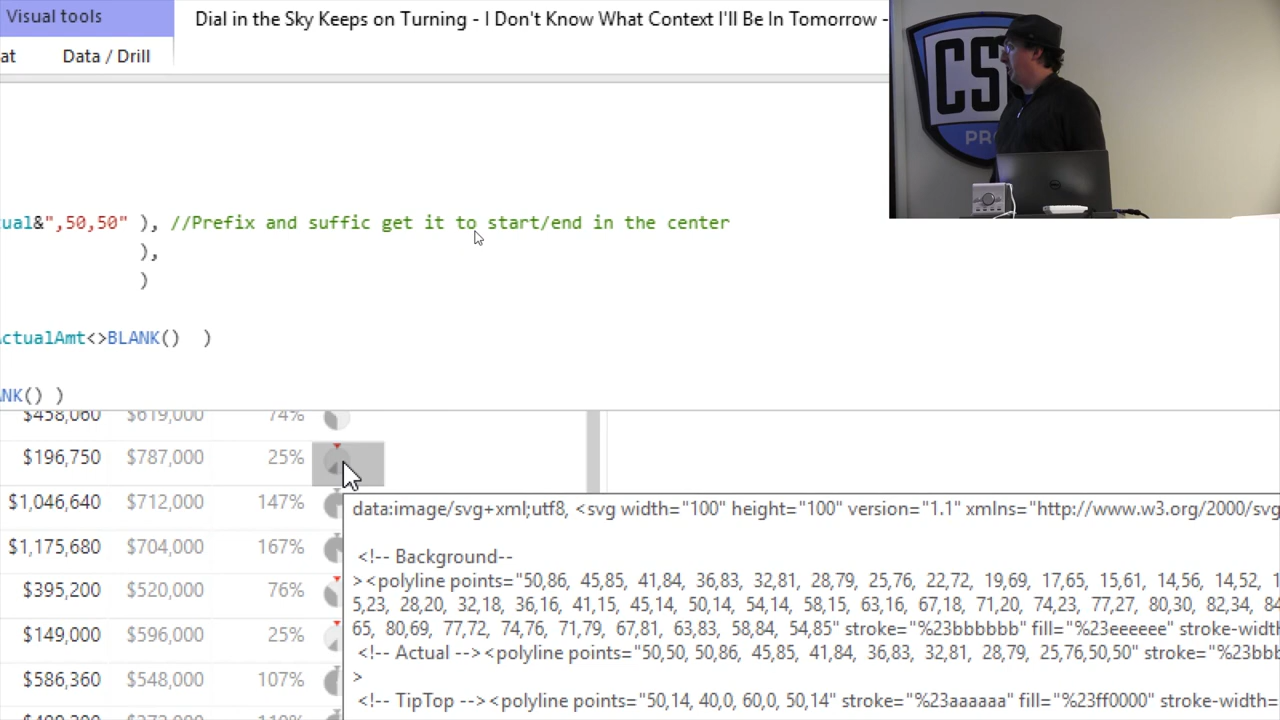 Visual tools
Dial in the Sky Keeps on Turning - I Don't Know What Context I'll Be In Tomorrow -
at Data / Drill
CS
PR
ual&",50,50" ), //Prefix and suffic get it to start/end in the center
),
)
ActualAmt<>BLANK() )
ANK() )
$458,060 $619,000 74%
$196,750 $787,000 25%
$1,046,640 $712,000 147%
$1,175,680 $704,000 167%
$395,200 $520,000 76%
$149,000 $596,000 25%
$586,360 $548,000 107%
data:image/svg+xml;utf8, <svg width="100" height="100" version="1.1" xmlns="http://www.w3.org/2000/svg
<!-- Background--
><polyline points="50,86, 45,85, 41,84, 36,83, 32,81, 28,79, 25,76, 22,72, 19,69, 17,65, 15,61, 14,56, 14,52, 1
5,23, 28,20, 32,18, 36,16, 41,15, 45,14, 50,14, 54,14, 58,15, 63,16, 67,18, 71,20, 74,23, 77,27, 80,30, 82,34, 84
65, 80,69, 77,72, 74,76, 71,79, 67,81, 63,83, 58,84, 54,85" stroke="%23bbbbbb" fill="%23eeeeee" stroke-width
<!-- Actual --><polyline points="50,50, 50,86, 45,85, 41,84, 36,83, 32,81, 28,79, 25,76,50,50" stroke="%23bbb
>
<!-- TipTop --><polyline points="50,14, 40,0, 60,0, 50,14" stroke="%23aaaaaa" fill="%23ff0000" stroke-width=